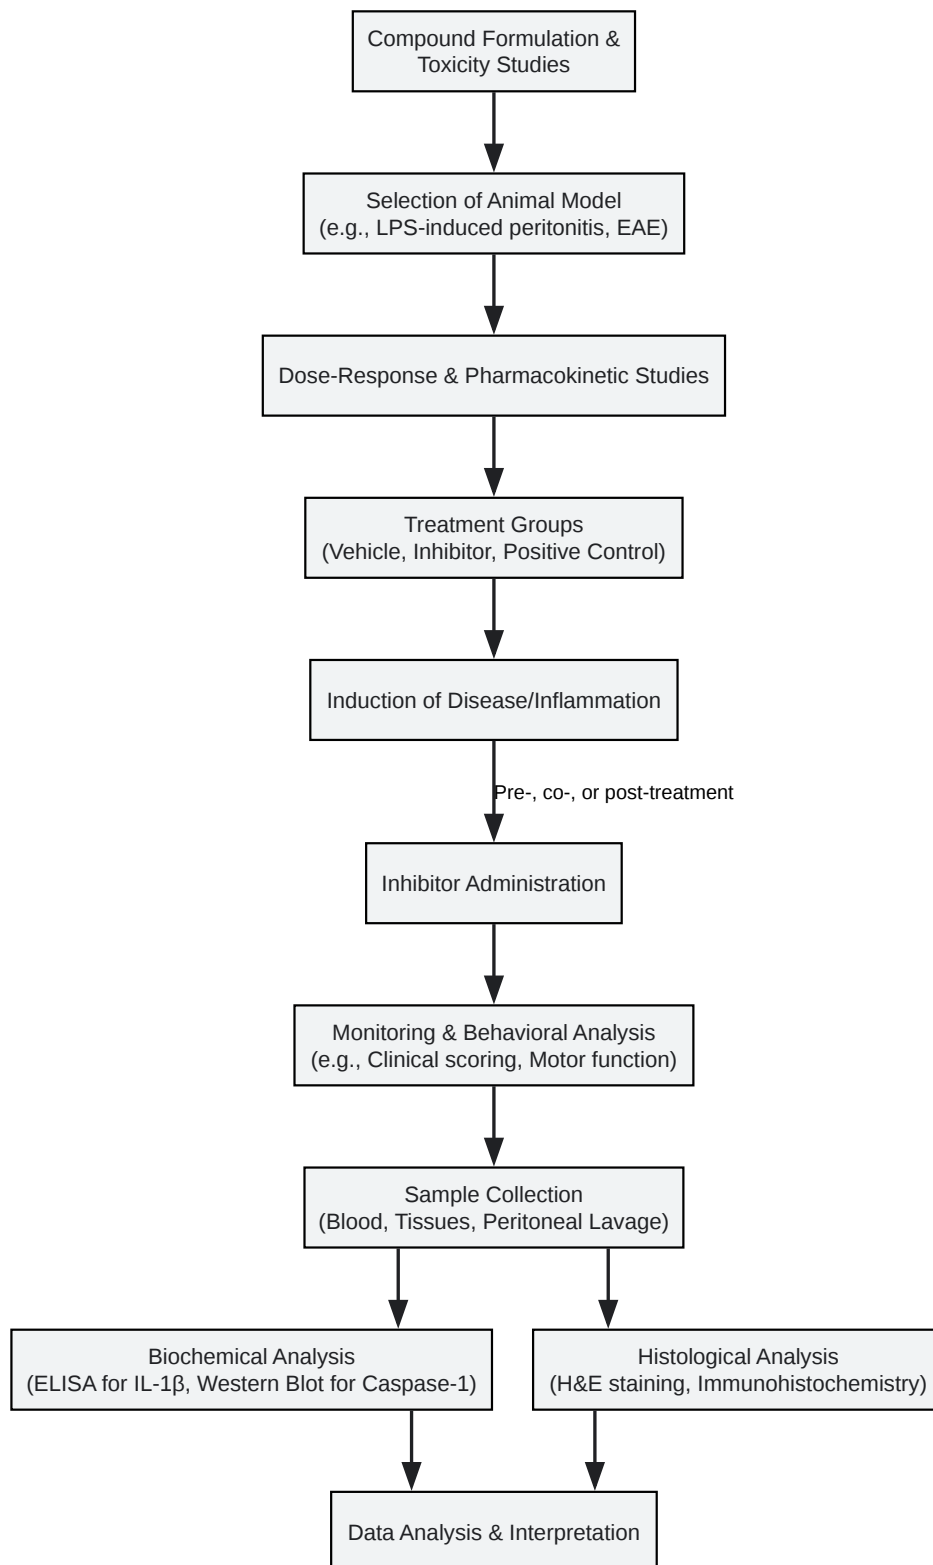 Compound Formulation &
Toxicity Studies
Selection of Animal Model
(e.g., LPS-induced peritonitis, EAE)
Dose-Response & Pharmacokinetic Studies
Treatment Groups
(Vehicle, Inhibitor, Positive Control)
Induction of Disease/Inflammation
Pre-, co-, or post-treatment
Inhibitor Administration
Monitoring & Behavioral Analysis
(e.g., Clinical scoring, Motor function)
Sample Collection
(Blood, Tissues, Peritoneal Lavage)
Biochemical Analysis
(ELISA for IL-1β, Western Blot for Caspase-1)
Histological Analysis
(H&E staining, Immunohistochemistry)
Data Analysis & Interpretation